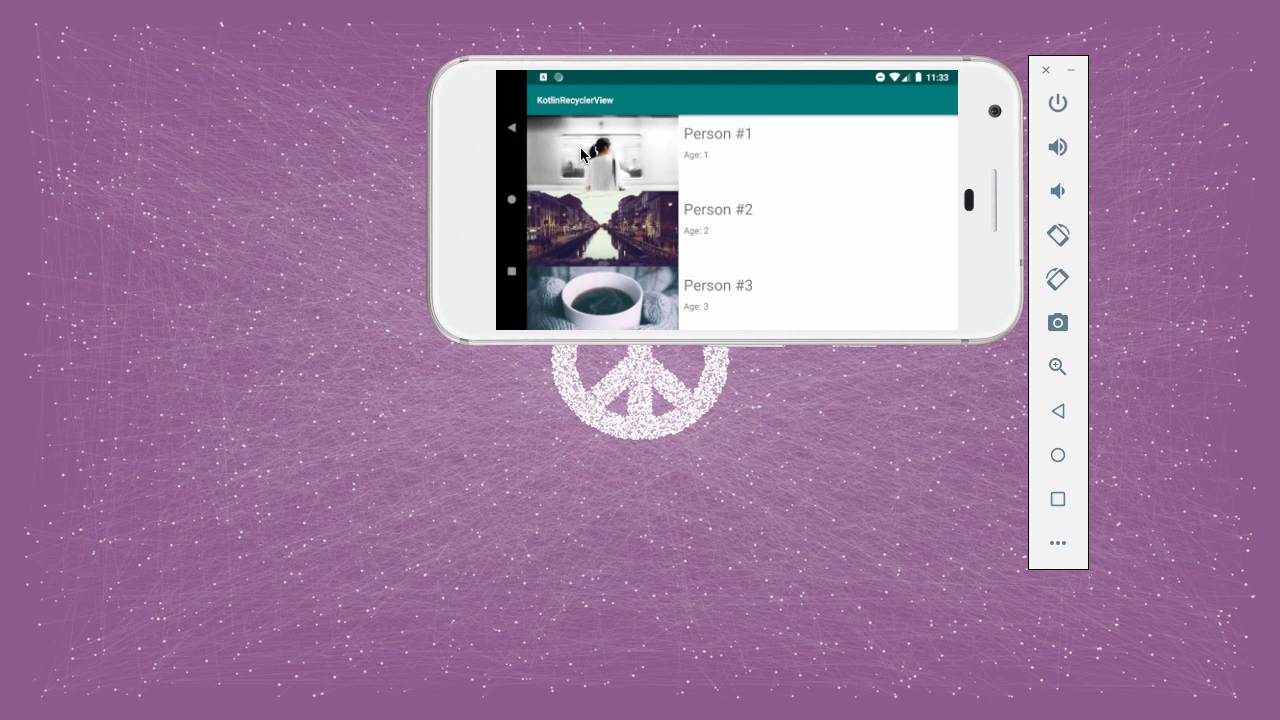 11:33
KotlinRecyclerView
Person #1
Age: 1
Person #2
Age: 2
Person #3
Age: 3